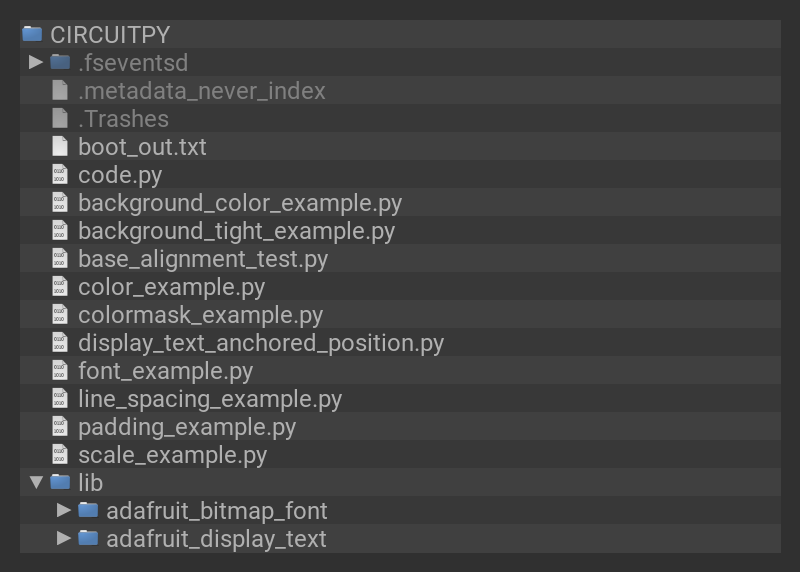 CIRCUITPY
.fseventsd
.metadata_never_index
.Trashes
boot_out.txt
code.py
background_color_example.py
background_tight_example.py
base_alignment_test.py
color_example.py
colormask_example.py
display_text_anchored_position.py
font_example.py
line_spacing_example.py
padding_example.py
scale_example.py
lib
adafruit_bitmap_font
adafruit_display_text